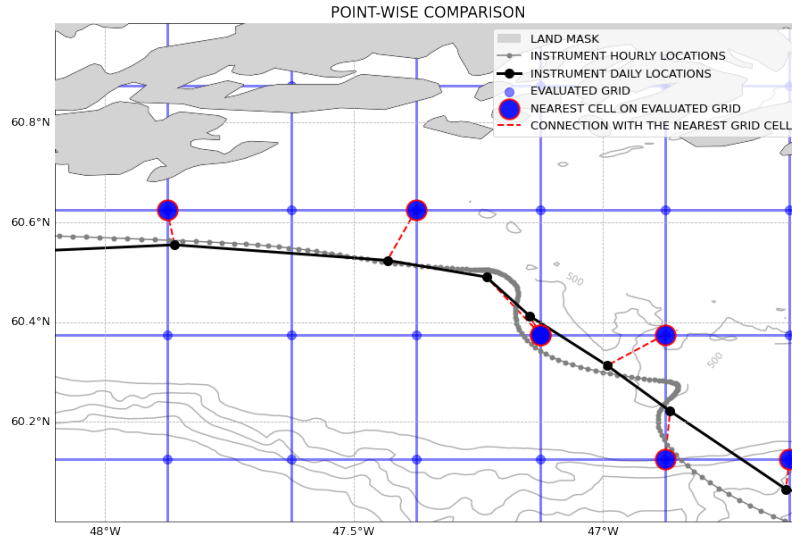 POINT-WISE COMPARISON
LAND MASK
INSTRUMENT HOURLY LOCATIONS
INSTRUMENT DAILY LOCATIONS
EVALUATED GRID
NEAREST CELL ON EVALUATED GRID
CONNECTION WITH THE NEAREST GRID CELL
60.8°N
60.6°N
500
60.4°N
500
60.2°N
48°W
47.5°W
47°W